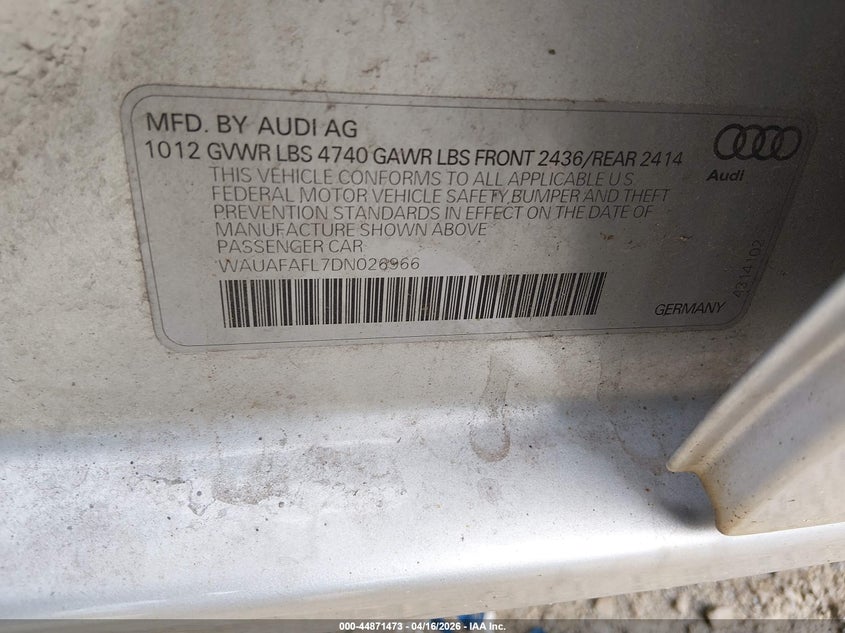 MFD. BY AUDI AG
1012 GVWR LBS 4740 GAWR LBS FRONT 2436/REAR 2414
THIS VEHICLE CONFORMS TO ALL APPLICABLE U.S.
FEDERAL MOTOR VEHICLE SAFETY,BUMPER AND THEFT
PREVENTION STANDARDS IN EFFECT ON THE DATE OF
MANUFACTURE SHOWN ABOVE
PASSENGER CAR
WAUAFAFL7DN026966
Audi
4314102
GERMANY
000-44871473 - 04/16/2026 - IAA Inc.